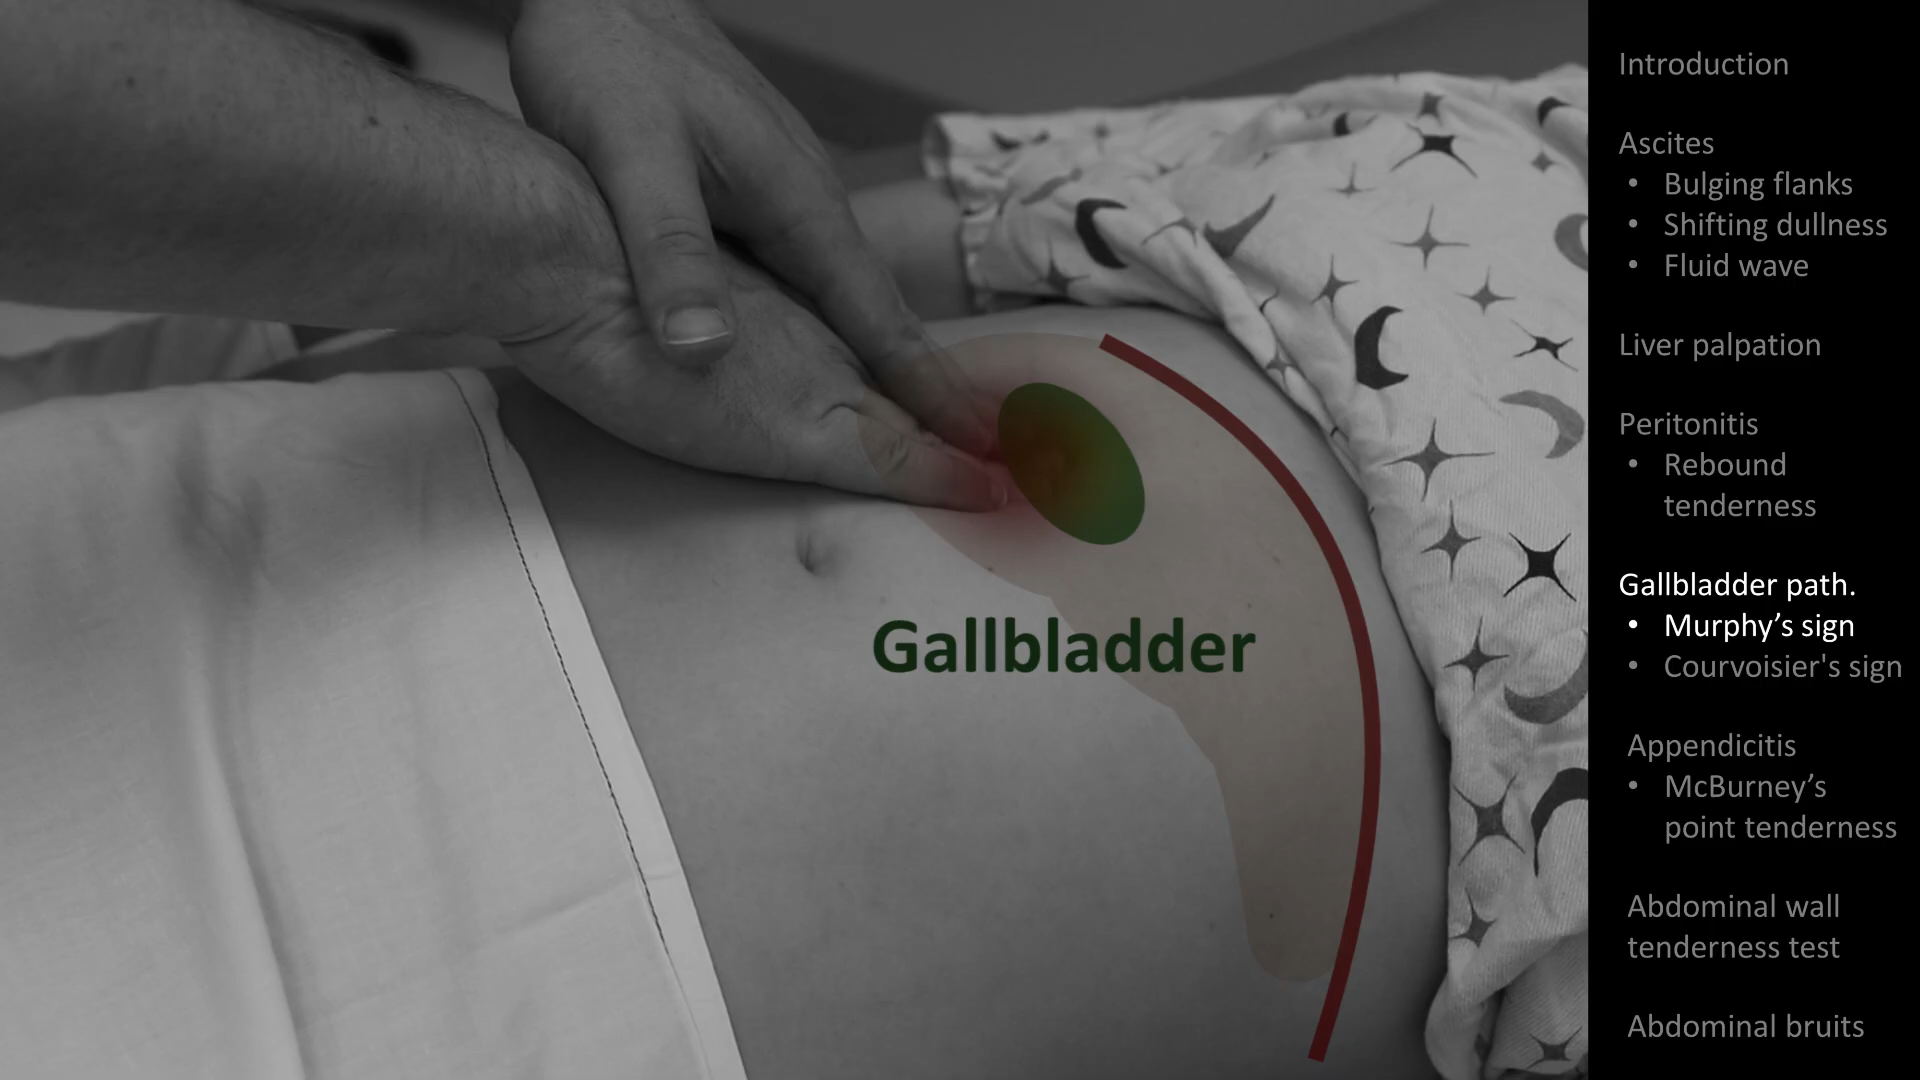 Gallbladder
Introduction
Ascites
• Bulging flanks
• Shifting dullness
• Fluid wave
Liver palpation
Peritonitis
• Rebound
tenderness
Gallbladder path.
• Murphy’s sign
• Courvoisier's sign
Appendicitis
• McBurney’s
point tenderness
Abdominal wall
tenderness test
Abdominal bruits